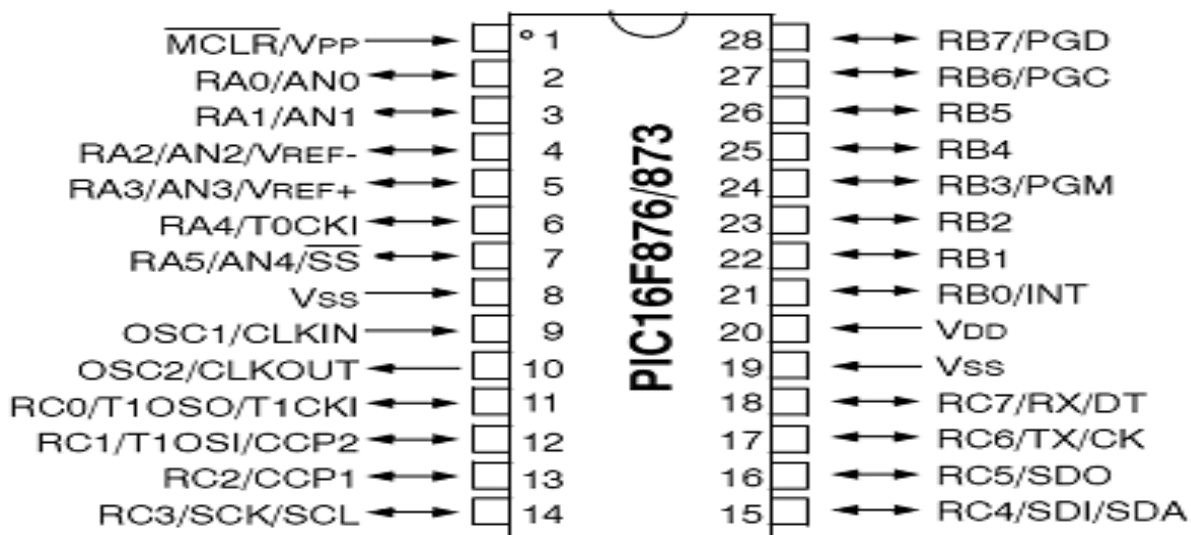 MCLR/VPP 1 28 RB7/PGD
RA0/AN0 2 27 RB6/PGC
RA1/AN1 3 26 RB5
RA2/AN2/VREF- 4 25 RB4
RA3/AN3/VREF+ 5 24 RB3/PGM
RA4/T0CKI 6 23 RB2
RA5/AN4/SS 7 22 RB1
VSS 8 21 RB0/INT
OSC1/CLKIN 9 20 VDD
OSC2/CLKOUT 10 19 VSS
RC0/T1OSO/T1CKI 11 18 RC7/RX/DT
RC1/T1OSI/CCP2 12 17 RC6/TX/CK
RC2/CCP1 13 16 RC5/SDO
RC3/SCK/SCL 14 15 RC4/SDI/SDA
PIC16F876/873